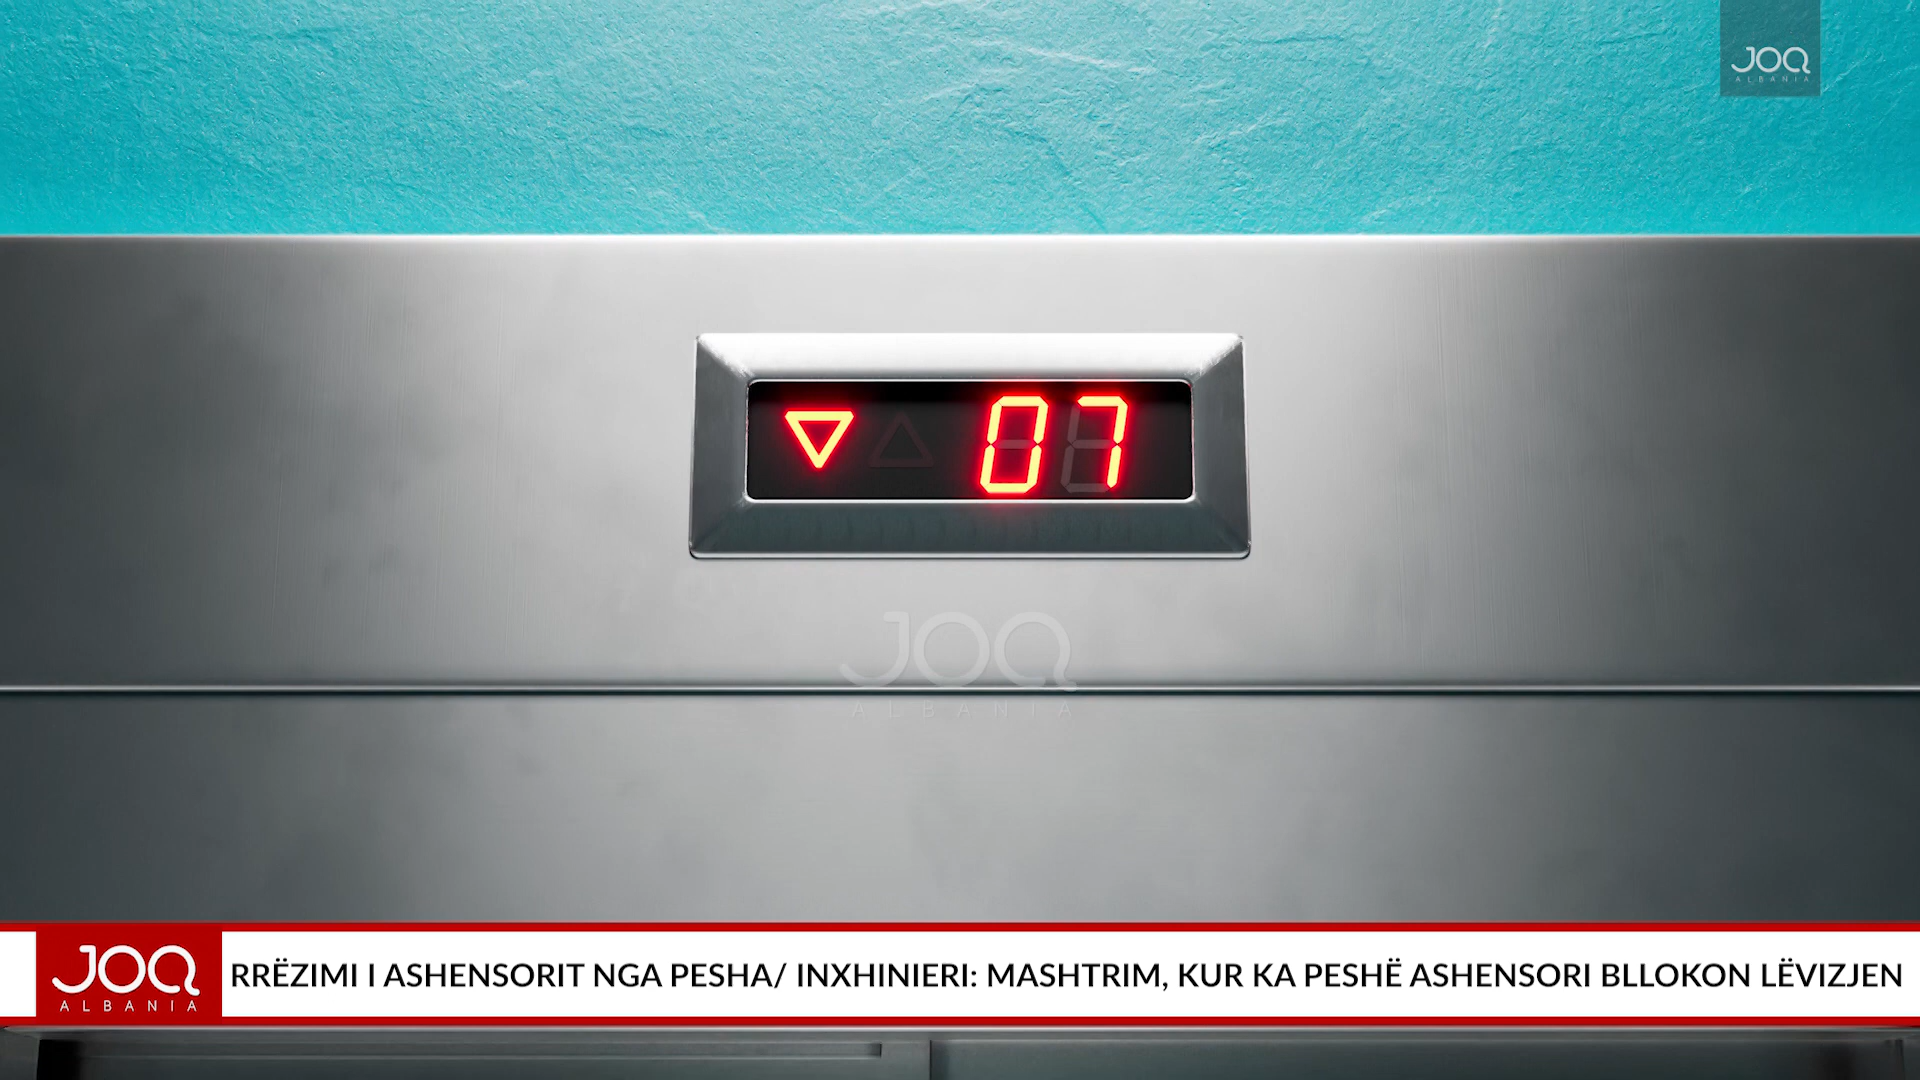 JOQ
ALBANIA
07
JOQ
ALBANIA
JOQ
ALBANIA
RRËZIMI I ASHENSORIT NGA PESHA/ INXHINIERI: MASHTRIM, KUR KA PESHË ASHENSORI BLLOKON LËVIZJEN